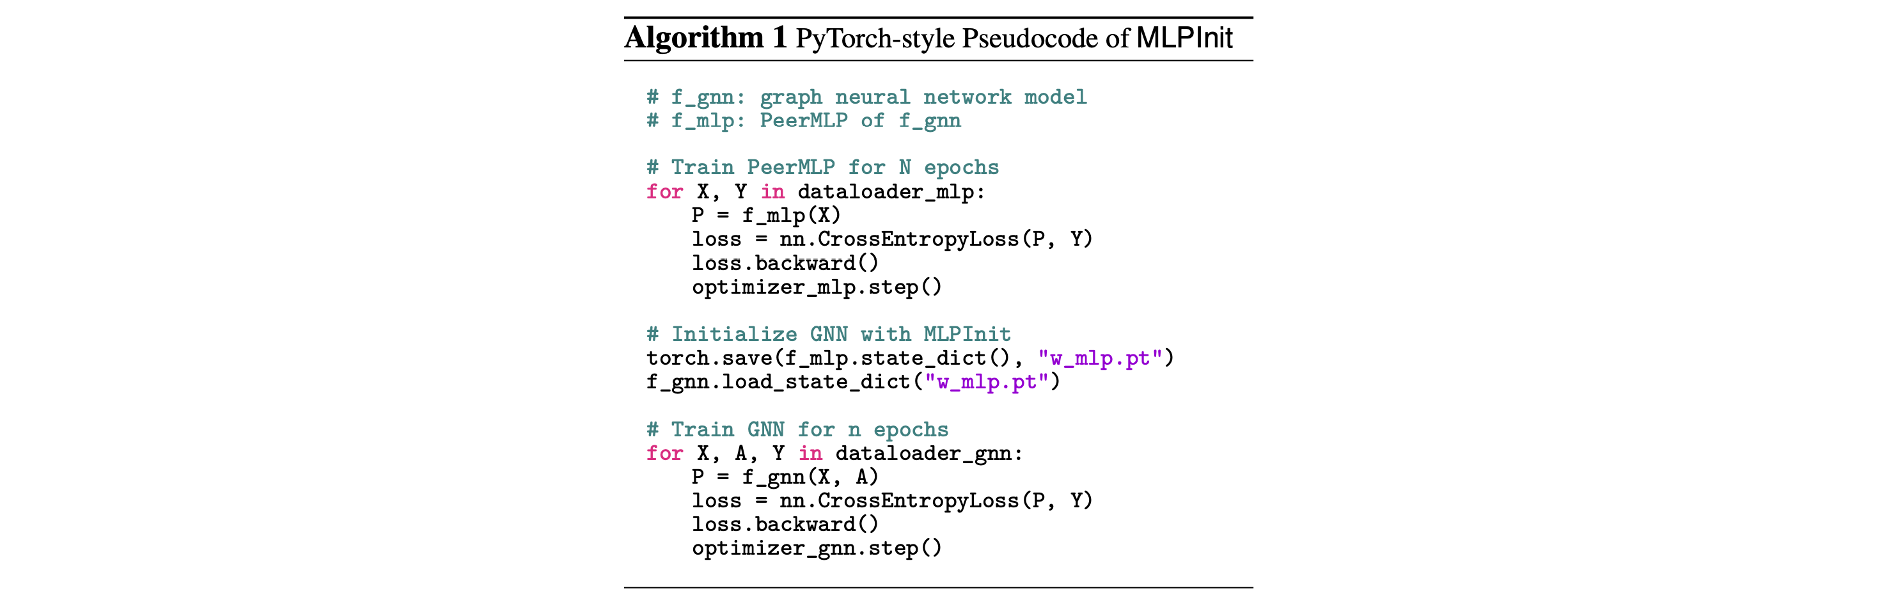 Algorithm 1 PyTorch-style Pseudocode of MLPInit
# f_gnn: graph neural network model
# f_mlp: PeerMLP of f_gnn
# Train PeerMLP for N epochs
for X, Y in dataloader_mlp:
    P = f_mlp(X)
    loss = nn.CrossEntropyLoss(P, Y)
    loss.backward()
    optimizer_mlp.step()
# Initialize GNN with MLPInit
torch.save(f_mlp.state_dict(), "w_mlp.pt")
f_gnn.load_state_dict("w_mlp.pt")
# Train GNN for n epochs
for X, A, Y in dataloader_gnn:
    P = f_gnn(X, A)
    loss = nn.CrossEntropyLoss(P, Y)
    loss.backward()
    optimizer_gnn.step()